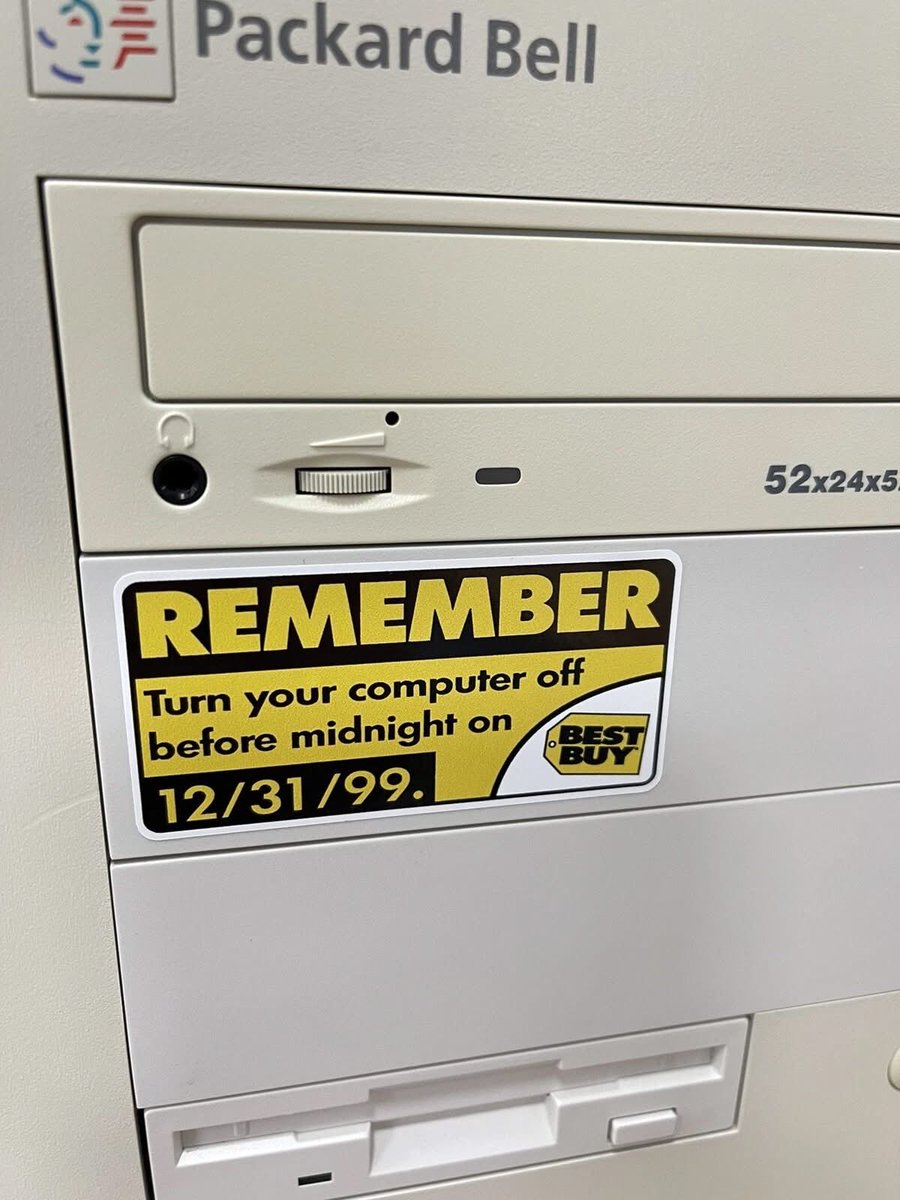 Packard Bell
52x24x5
REMEMBER
Turn your computer off
before midnight on
12/31/99.
BEST
BUY